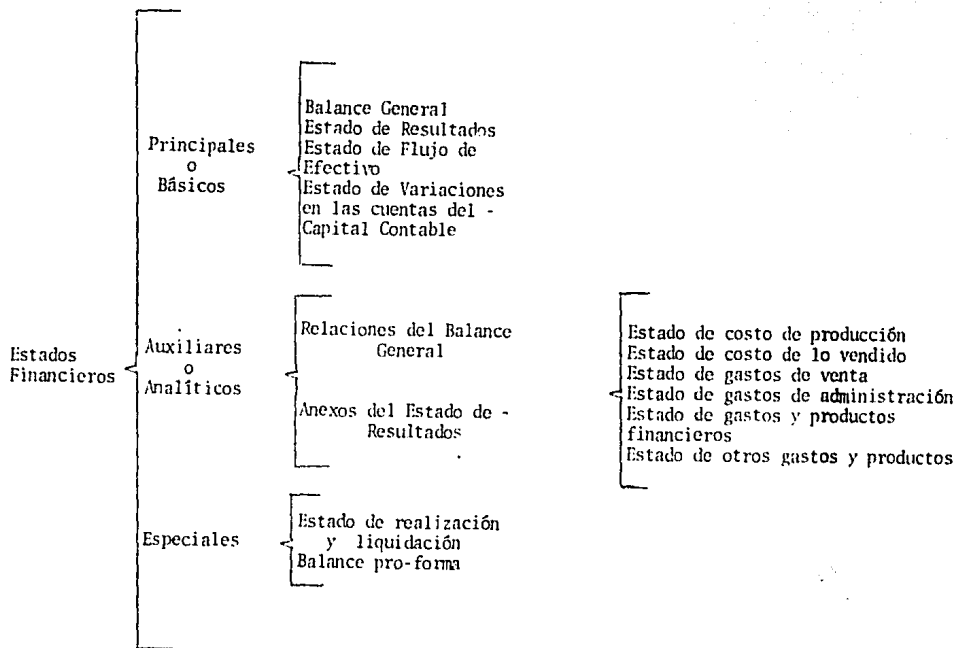 Estados
Financieros
Principales
o
Básicos
Balance General
Estado de Resultados
Estado de Flujo de
Efectivo
Estado de Variaciones
en las cuentas del -
Capital Contable
Auxiliares
o
Analíticos
Relaciones del Balance
General
Anexos del Estado de -
Resultados
Estado de costo de producción
Estado de costo de lo vendido
Estado de gastos de venta
Estado de gastos de administración
Estado de gastos y productos
financieros
Estado de otros gastos y productos
Especiales
Estado de realización
y liquidación
Balance pro-forma